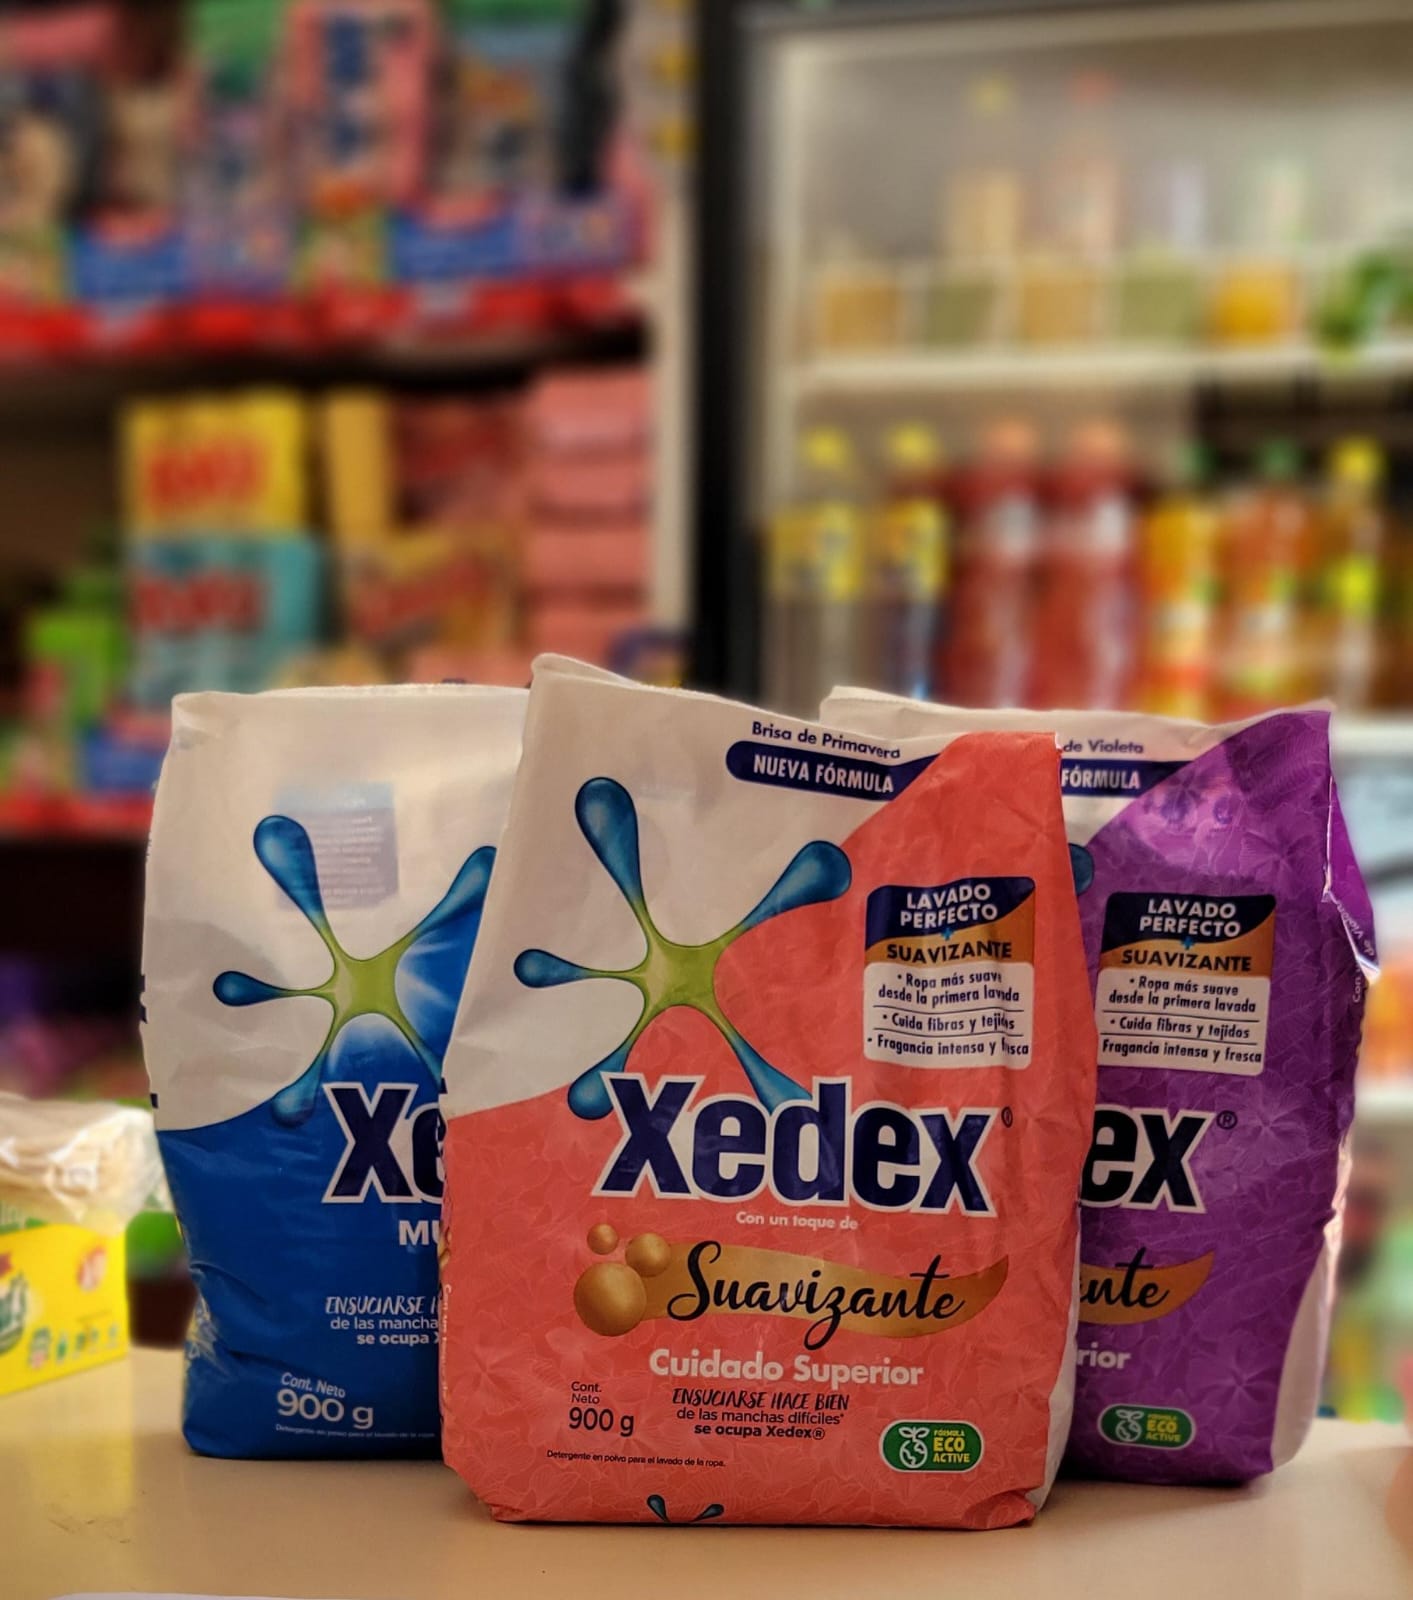 Xe
MU
ENSUCIARSE H
de las mancha
se ocupa X
Cont. Neto
900 g
Brisa de Primavera
NUEVA FÓRMULA
LAVADO
PERFECTO
+
SUAVIZANTE
• Ropa más suave
desde la primera lavada
• Cuida fibras y tejidos
• Fragancia intensa y fresca
Xedex®
Con un toque de
Suavizante
Cuidado Superior
Cont.
Neto
900 g
ENSUCIARSE HACE BIEN
de las manchas difíciles*
se ocupa Xedex®
FÓRMULA
ECO
ACTIVE
Detergente en polvo para el lavado de la ropa.
de Violeta
FÓRMULA
LAVADO
PERFECTO
+
SUAVIZANTE
• Ropa más suave
desde la primera lavada
• Cuida fibras y tejidos
Fragancia intensa y fresca
ex®
ante
rior
FÓRMULA
ECO
ACTIVE